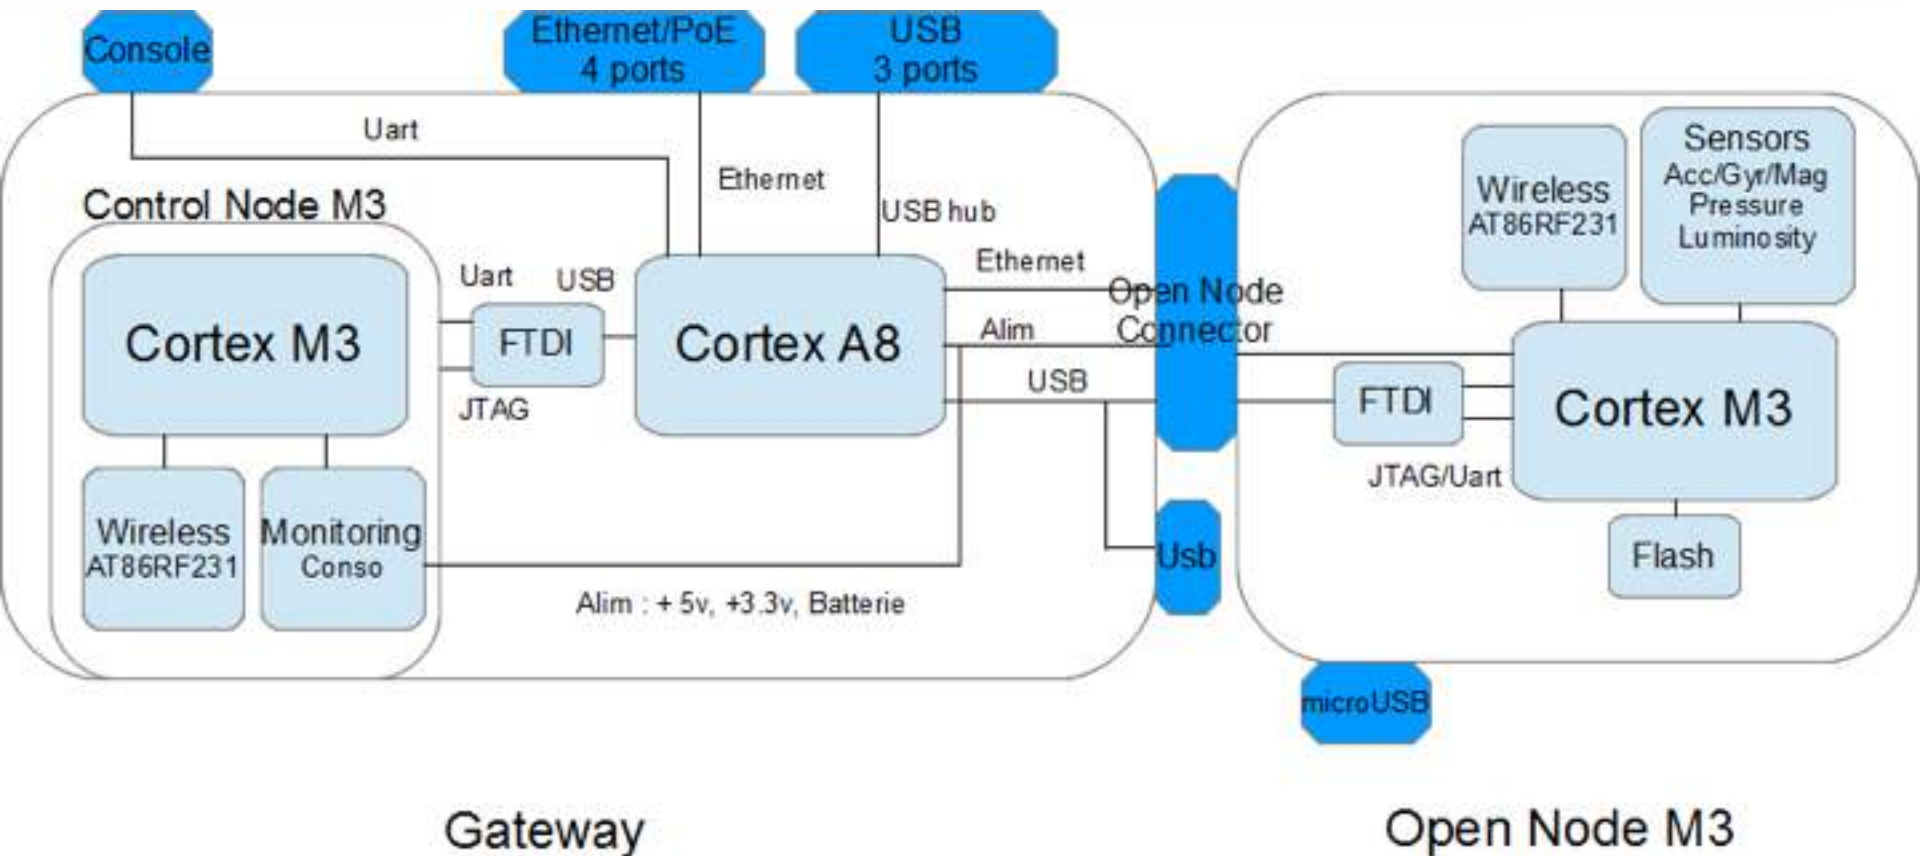 Console
Ethernet/PoE
4 ports
USB
3 ports
Uart
Ethernet
USB hub
Control Node M3
Cortex M3
Uart
USB
FTDI
JTAG
Cortex A8
Ethernet
Alim
USB
Open Node
Connector
Wireless
AT86RF231
Monitoring
Conso
Alim : + 5v, +3.3v, Batterie
Usb
Wireless
AT86RF231
Sensors
Acc/Gyr/Mag
Pressure
Luminosity
FTDI
Cortex M3
JTAG/Uart
Flash
microUSB
Gateway
Open Node M3